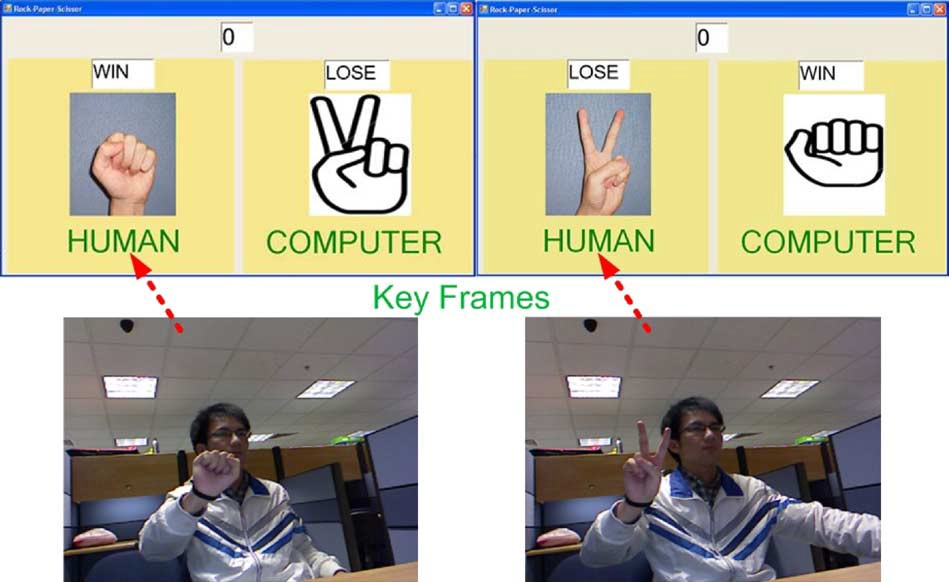 Rock-Paper-Scissor
0
WIN
LOSE
HUMAN
COMPUTER
Rock-Paper-Scissor
0
LOSE
WIN
HUMAN
COMPUTER
Key Frames